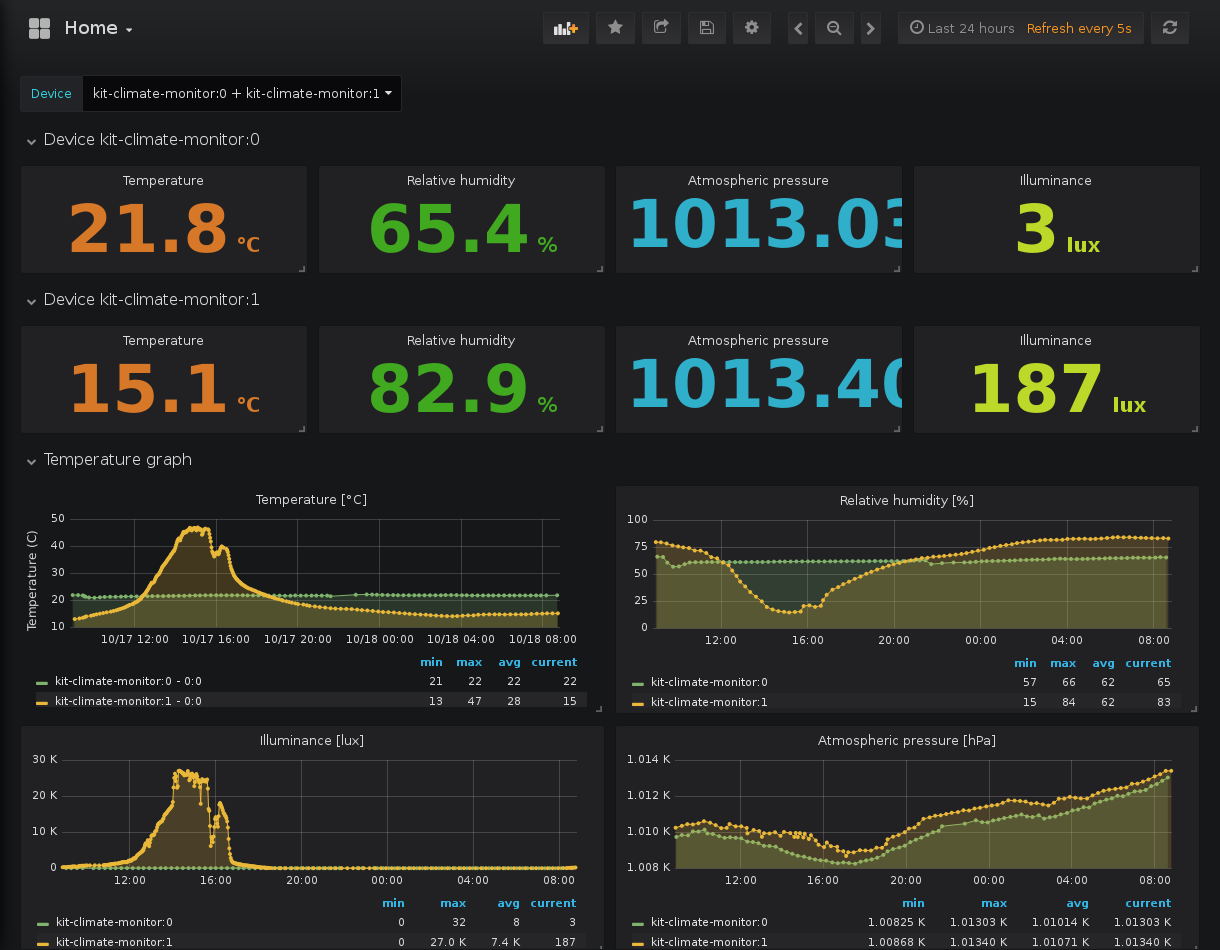 Home
Last 24 hours Refresh every 5s
Device kit-climate-monitor:0 + kit-climate-monitor:1
Device kit-climate-monitor:0
Temperature Relative humidity Atmospheric pressure Illuminance
21.8 °C 65.4 % 1013.03 3 lux
Device kit-climate-monitor:1
Temperature Relative humidity Atmospheric pressure Illuminance
15.1 °C 82.9 % 1013.40 187 lux
Temperature graph
Temperature [°C]
Temperature (C)
50
40
30
20
10
10/17 12:00 10/17 16:00 10/17 20:00 10/18 00:00 10/18 04:00 10/18 08:00
min max avg current
kit-climate-monitor:0 - 0:0 21 22 22 22
kit-climate-monitor:1 - 0:0 13 47 28 15
Relative humidity [%]
100
75
50
25
0
12:00 16:00 20:00 00:00 04:00 08:00
min max avg current
kit-climate-monitor:0 57 66 62 65
kit-climate-monitor:1 15 84 62 83
Illuminance [lux]
30 K
20 K
10 K
0
12:00 16:00 20:00 00:00 04:00 08:00
min max avg current
kit-climate-monitor:0 0 32 8 3
kit-climate-monitor:1 0 27.0 K 7.4 K 187
Atmospheric pressure [hPa]
1.014 K
1.012 K
1.010 K
1.008 K
12:00 16:00 20:00 00:00 04:00 08:00
min max avg current
kit-climate-monitor:0 1.00825 K 1.01303 K 1.01014 K 1.01303 K
kit-climate-monitor:1 1.00868 K 1.01340 K 1.01071 K 1.01340 K